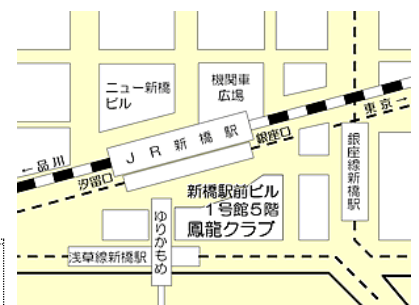 ニュー新橋
ビル
機関車
広場
東京→
JR新橋駅
銀座口
←品川
汐留口
銀座線新橋駅
新橋駅前ビル
1号館5階
鳳龍クラブ
ゆりかもめ
浅草線新橋駅